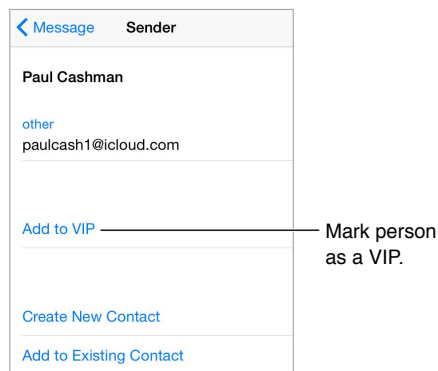 Message Sender
Paul Cashman
other
paulcash1@icloud.com
Add to VIP
Mark person
as a VIP.
Create New Contact
Add to Existing Contact